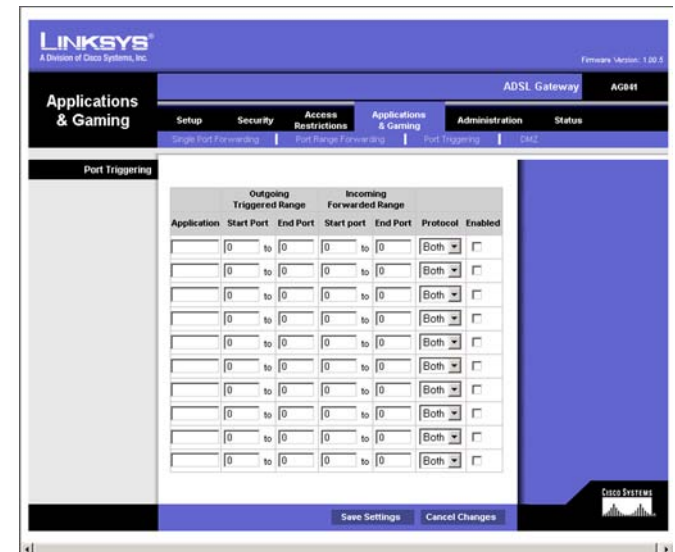 LINKSYS®
A Division of Cisco Systems, Inc.
Firmware Version: 1.00.5
ADSL Gateway AG041
Applications & Gaming
Setup Security Access Restrictions Applications & Gaming Administration Status
Single Port Forwarding | Port Range Forwarding | Port Triggering | DMZ
Port Triggering
Outgoing Triggered Range Incoming Forwarded Range
Application Start Port End Port Start port End Port Protocol Enabled
0 to 0 0 to 0 Both
0 to 0 0 to 0 Both
0 to 0 0 to 0 Both
0 to 0 0 to 0 Both
0 to 0 0 to 0 Both
0 to 0 0 to 0 Both
0 to 0 0 to 0 Both
0 to 0 0 to 0 Both
0 to 0 0 to 0 Both
0 to 0 0 to 0 Both
Save Settings Cancel Changes
CISCO SYSTEMS